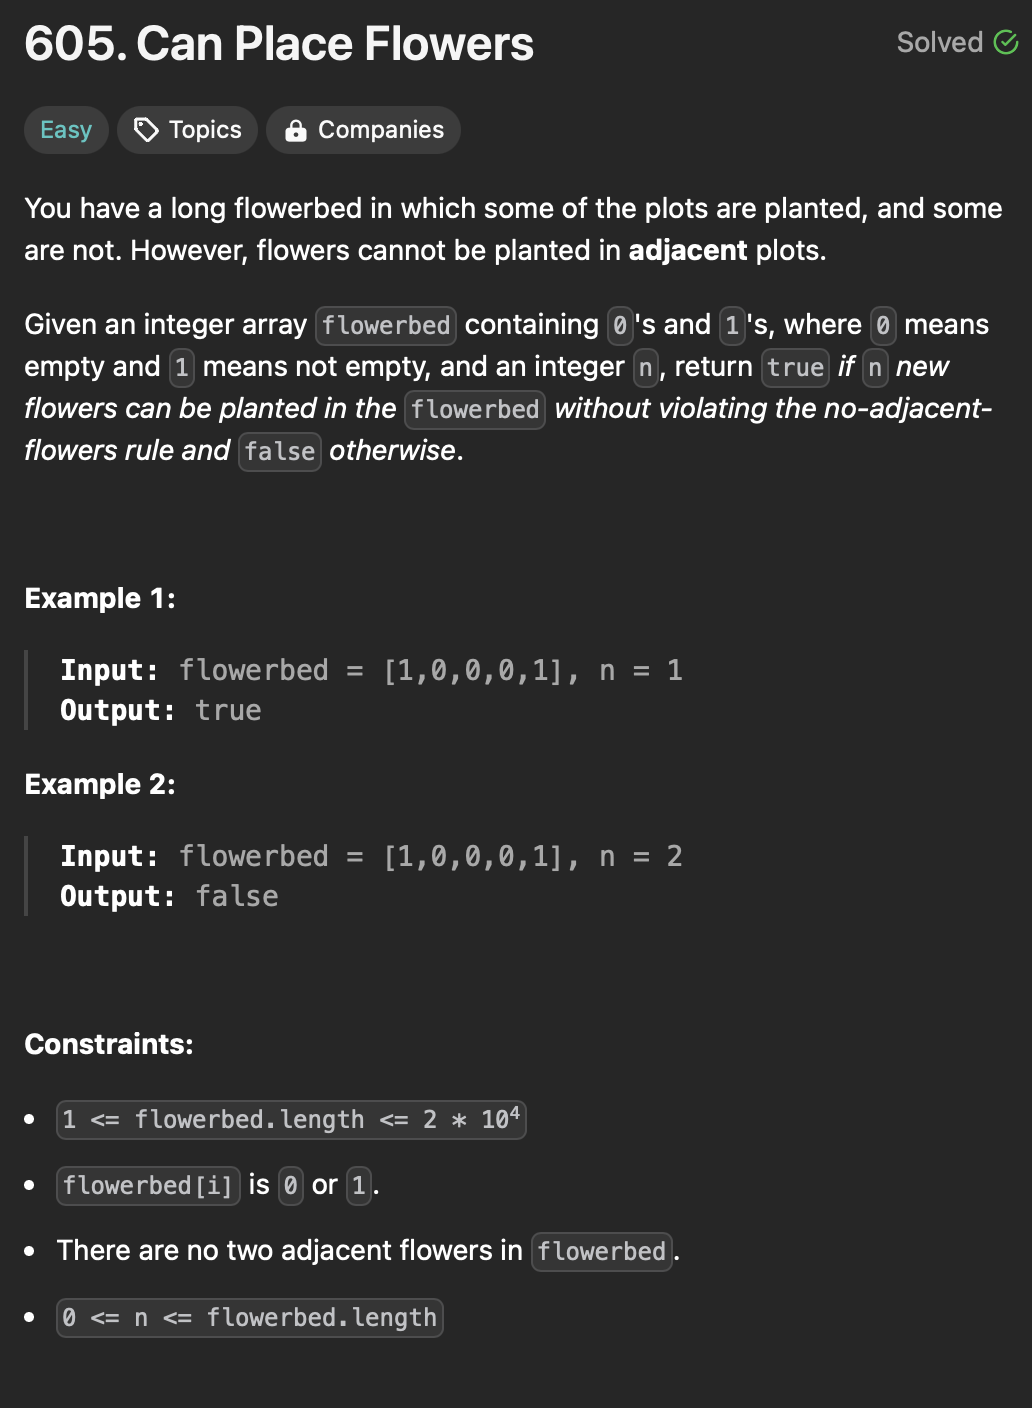 605. Can Place Flowers
Solved
Easy
Topics
Companies
You have a long flowerbed in which some of the plots are planted, and some
are not. However, flowers cannot be planted in adjacent plots.
Given an integer array flowerbed containing 0's and 1's, where 0 means
empty and 1 means not empty, and an integer n, return true if n new
flowers can be planted in the flowerbed without violating the no-adjacent-
flowers rule and false otherwise.
Example 1:
Input: flowerbed = [1,0,0,0,1], n = 1
Output: true
Example 2:
Input: flowerbed = [1,0,0,0,1], n = 2
Output: false
Constraints:
• 1 <= flowerbed.length <= 2 * 10⁴
• flowerbed[i] is 0 or 1.
• There are no two adjacent flowers in flowerbed.
• 0 <= n <= flowerbed.length